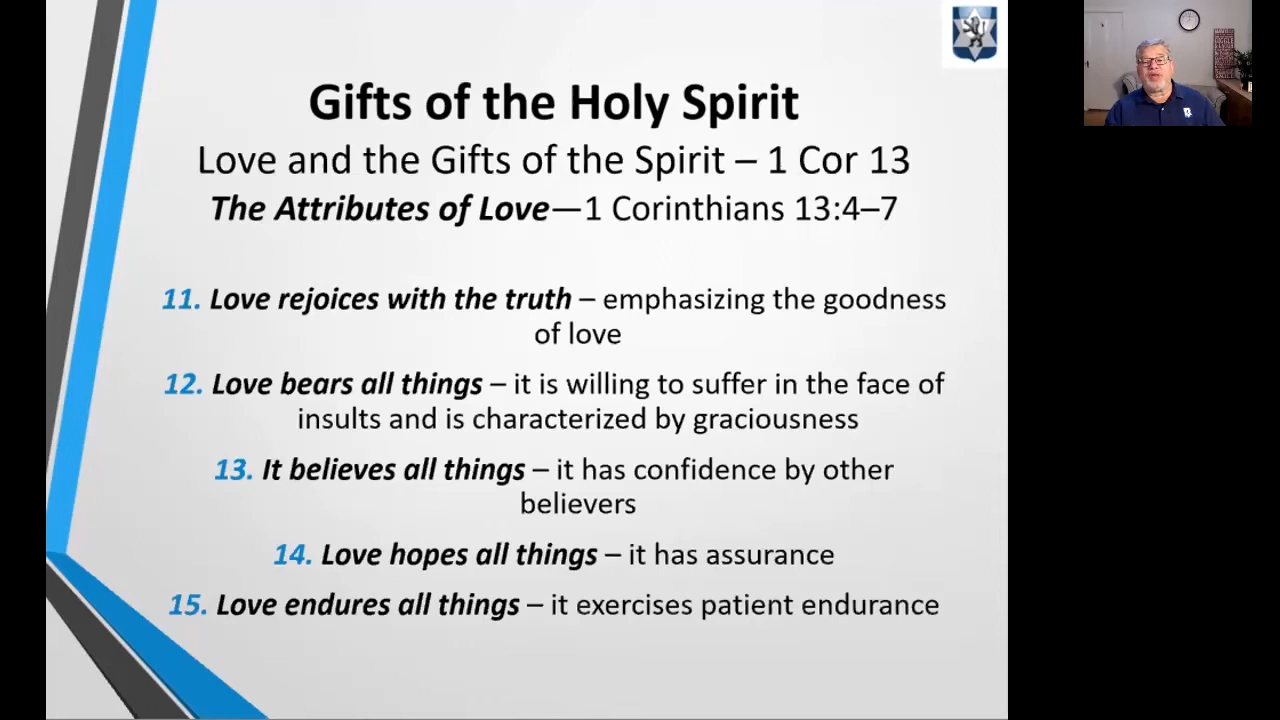 Gifts of the Holy Spirit
Love and the Gifts of the Spirit – 1 Cor 13
The Attributes of Love—1 Corinthians 13:4–7
11. Love rejoices with the truth – emphasizing the goodness
of love
12. Love bears all things – it is willing to suffer in the face of
insults and is characterized by graciousness
13. It believes all things – it has confidence by other
believers
14. Love hopes all things – it has assurance
15. Love endures all things – it exercises patient endurance